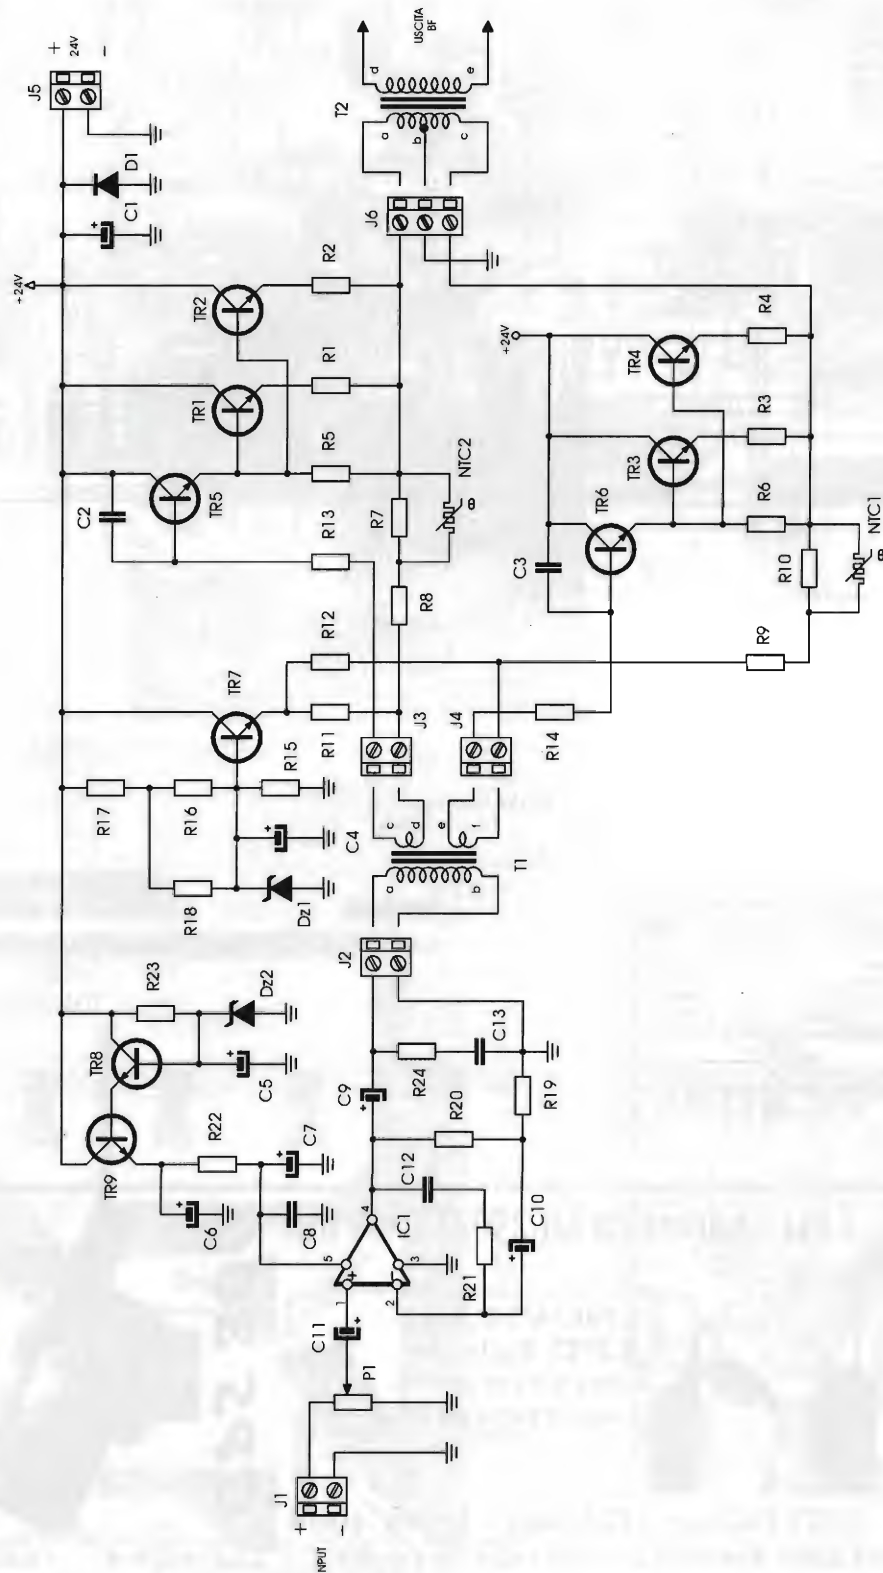 USCITA
BF
+
24V
-
J5
d
e
T2
a
b
c
D1
+
C1
J6
+24V
TR2
R2
TR1
R1
+24V
TR4
R4
C2
TR5
R5
NTC2
θ
TR3
R3
R13
R7
TR6
R6
C3
NTC1
θ
R10
R8
R12
R9
TR7
R11
J3
J4
R14
R15
R17
R16
+
C4
c
d
e
f
T1
a
b
R18
Dz1
J2
R23
Dz2
TR8
+
C5
C13
R24
C9
+
R19
R20
TR9
R22
+
C7
C12
C10
+
+
C6
C8
4
IC1
5
3
R21
+
-
1
2
C11
+
P1
J1
+
-
NPUT